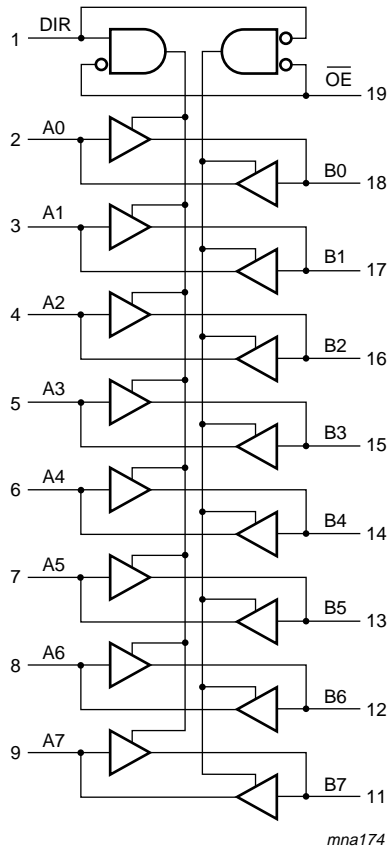 1 DIR
O̅E̅ 19
2 A0
B0 18
3 A1
B1 17
4 A2
B2 16
5 A3
B3 15
6 A4
B4 14
7 A5
B5 13
8 A6
B6 12
9 A7
B7 11
mna174